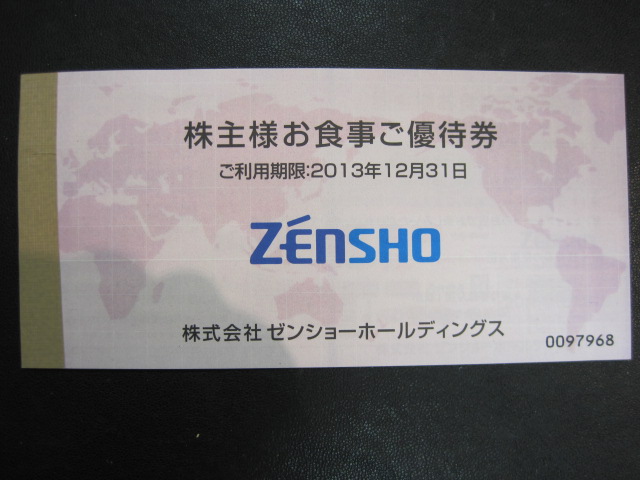 株主様お食事ご優待券
ご利用期限:2013年12月31日
ZÉNSHO
株式会社 ゼンショーホールディングス
0097968